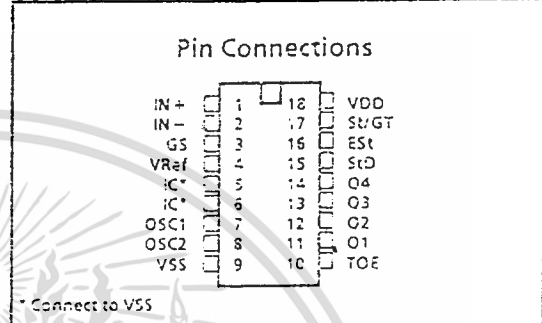 Pin Connections
IN + 1 18 VDD
IN − 2 17 St/GT
GS 3 16 ESt
VRef 4 15 StD
IC* 5 14 Q4
IC* 6 13 Q3
OSC1 7 12 Q2
OSC2 8 11 Q1
VSS 9 10 TOE
* Connect to VSS